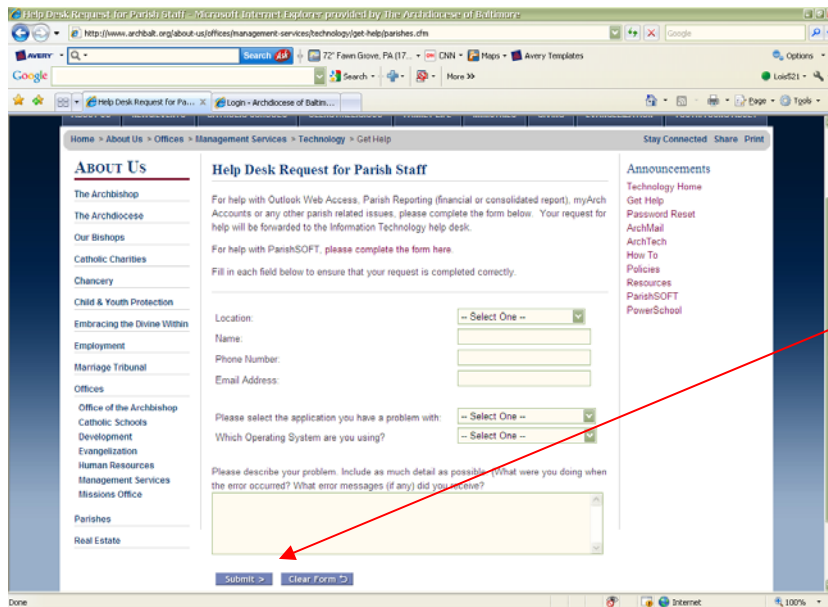 Help Desk Request for Parish Staff - Microsoft Internet Explorer provided by The Archdiocese of Baltimore
http://www.archbalt.org/about-us/offices/management-services/technology/get-help/parishes.cfm
Google
AVERY
Search
72° Fawn Grove, PA (17...
CNN
Maps
Avery Templates
Options
Google
Search
More >>
Lois521
Help Desk Request for Pa...
Login - Archdiocese of Baltim...
Page
Tools
Home > About Us > Offices > Management Services > Technology > Get Help
Stay Connected Share Print
ABOUT US
The Archbishop
The Archdiocese
Our Bishops
Catholic Charities
Chancery
Child & Youth Protection
Embracing the Divine Within
Employment
Marriage Tribunal
Offices
Office of the Archbishop
Catholic Schools
Development
Evangelization
Human Resources
Management Services
Missions Office
Parishes
Real Estate
Help Desk Request for Parish Staff
For help with Outlook Web Access, Parish Reporting (financial or consolidated report), myArch
Accounts or any other parish related issues, please complete the form below. Your request for
help will be forwarded to the Information Technology help desk.
For help with ParishSOFT, please complete the form here.
Fill in each field below to ensure that your request is completed correctly.
Location:
-- Select One --
Name:
Phone Number:
Email Address:
Please select the application you have a problem with:
-- Select One --
Which Operating System are you using?
-- Select One --
Please describe your problem. Include as much detail as possible. (What were you doing when
the error occurred? What error messages (if any) did you receive?
Submit >
Clear Form
Announcements
Technology Home
Get Help
Password Reset
ArchMail
ArchTech
How To
Policies
Resources
ParishSOFT
PowerSchool
Done
Internet
100%